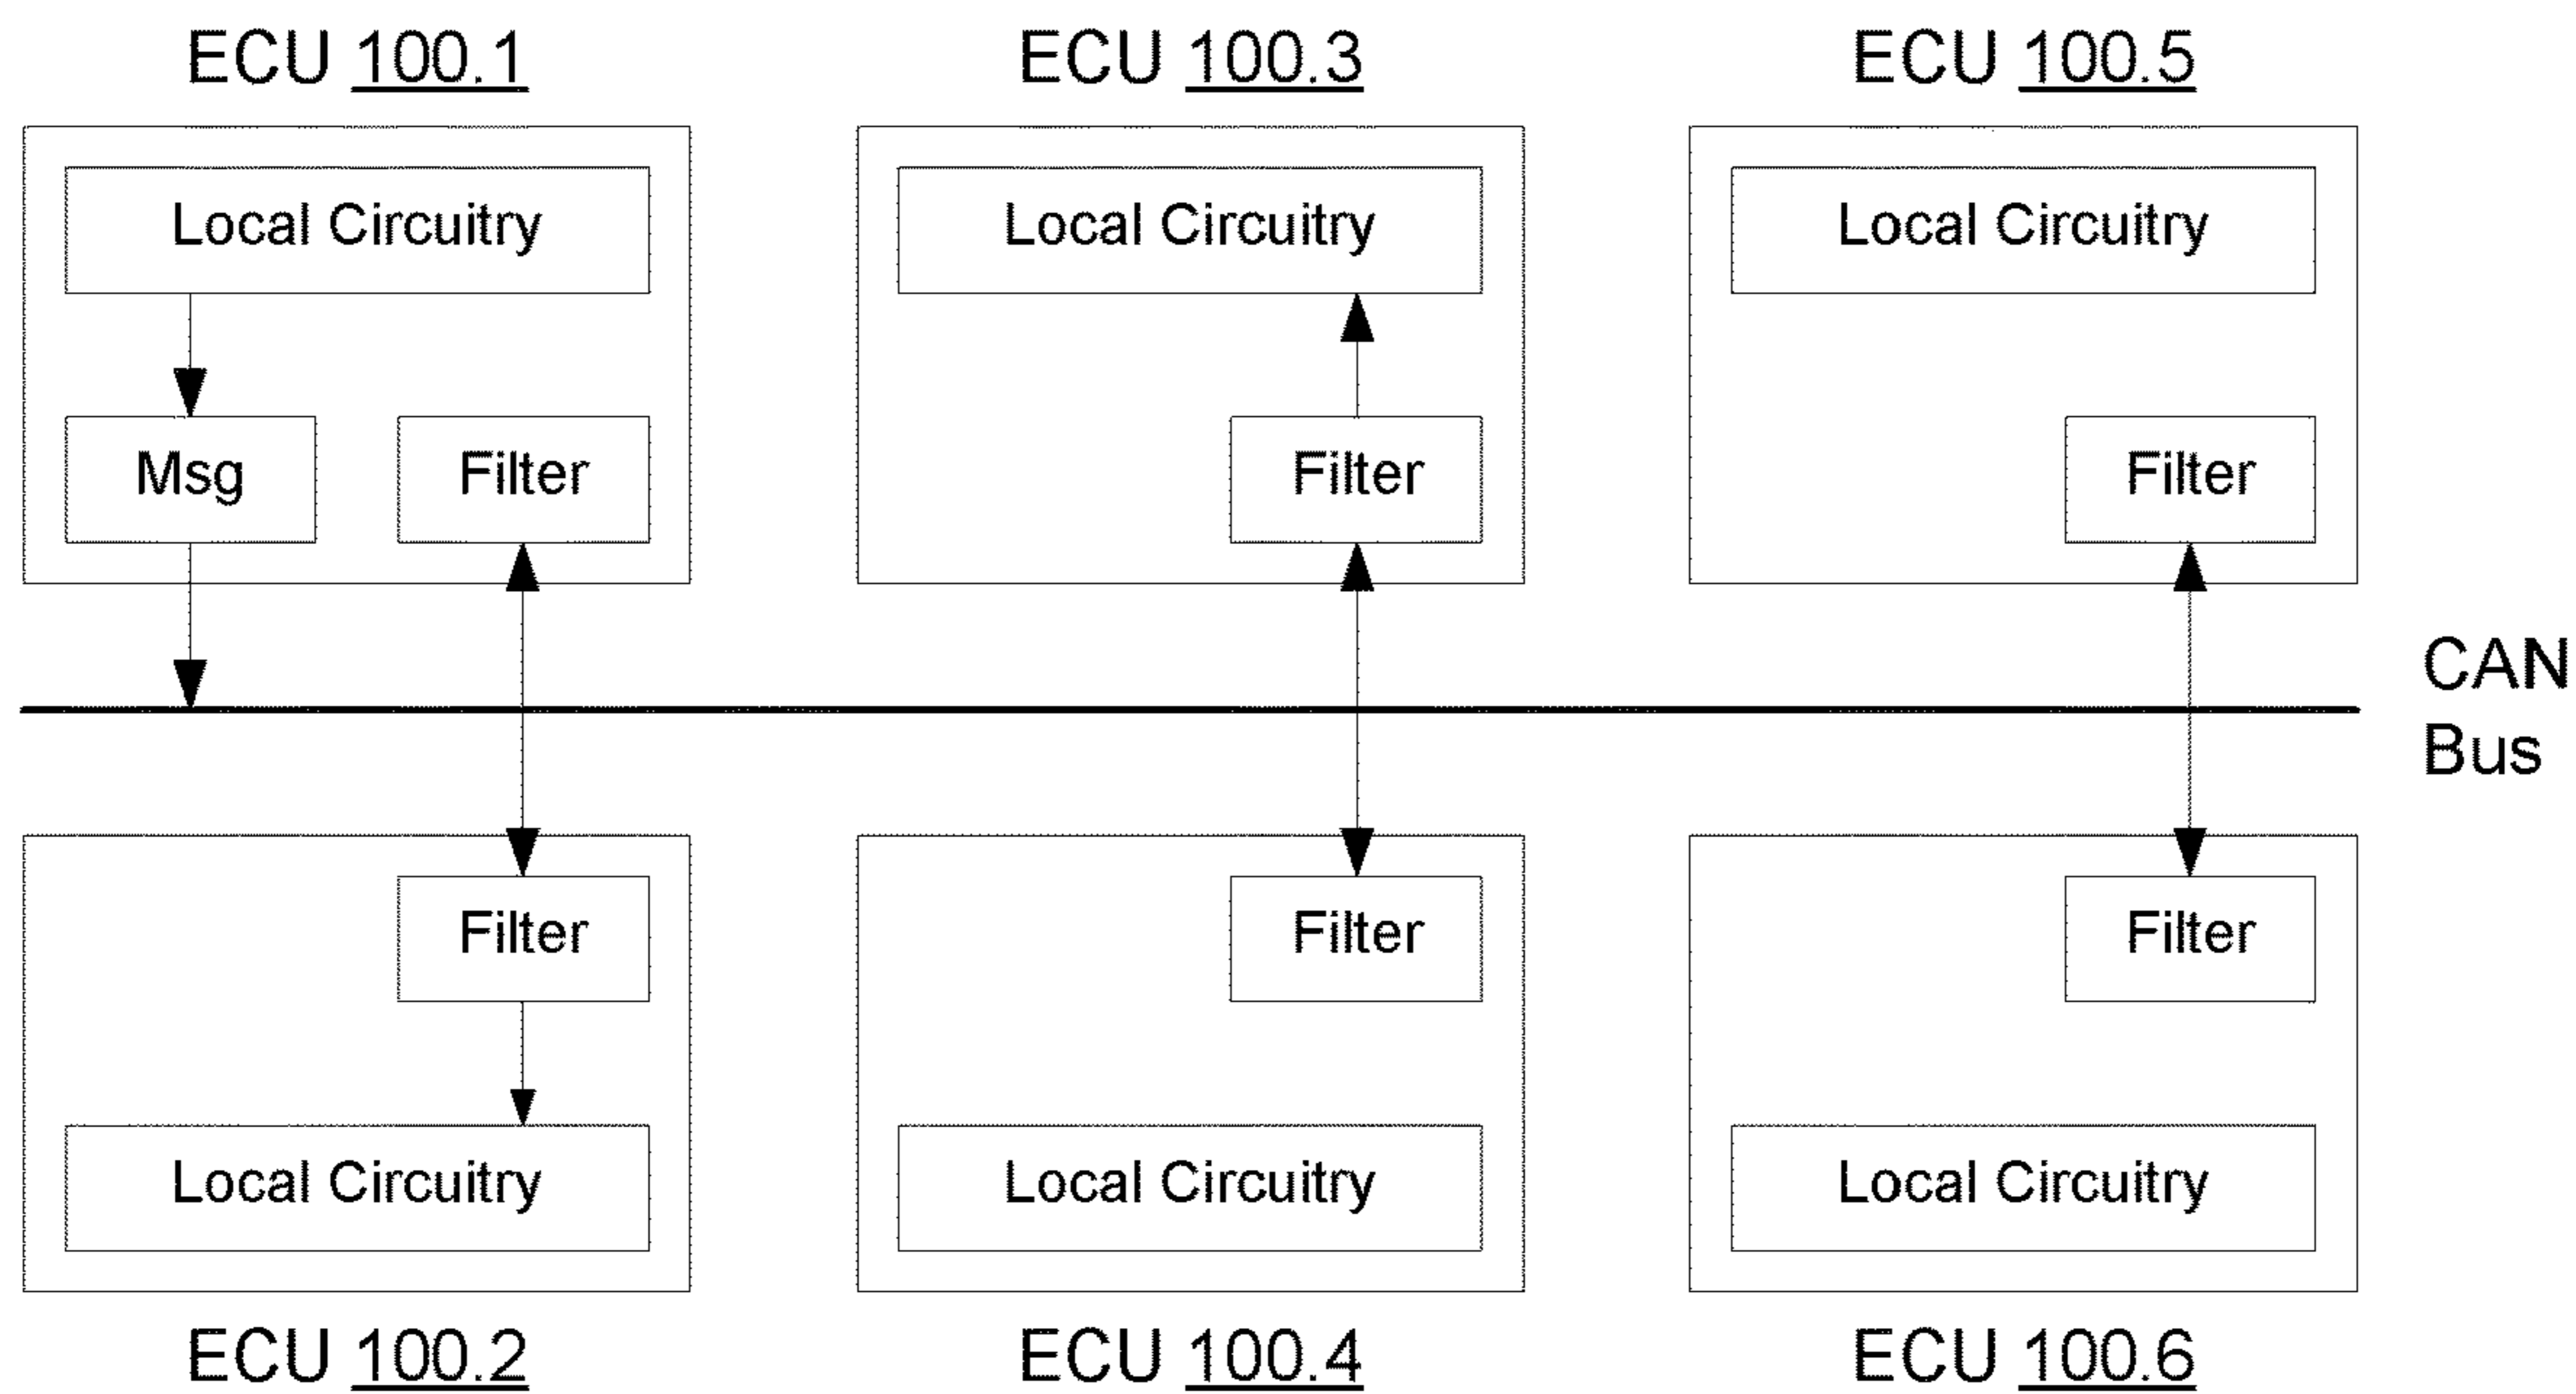 ECU 100.1
ECU 100.3
ECU 100.5
Local Circuitry
Local Circuitry
Local Circuitry
Msg
Filter
Filter
Filter
CAN
Bus
Filter
Filter
Filter
Local Circuitry
Local Circuitry
Local Circuitry
ECU 100.2
ECU 100.4
ECU 100.6